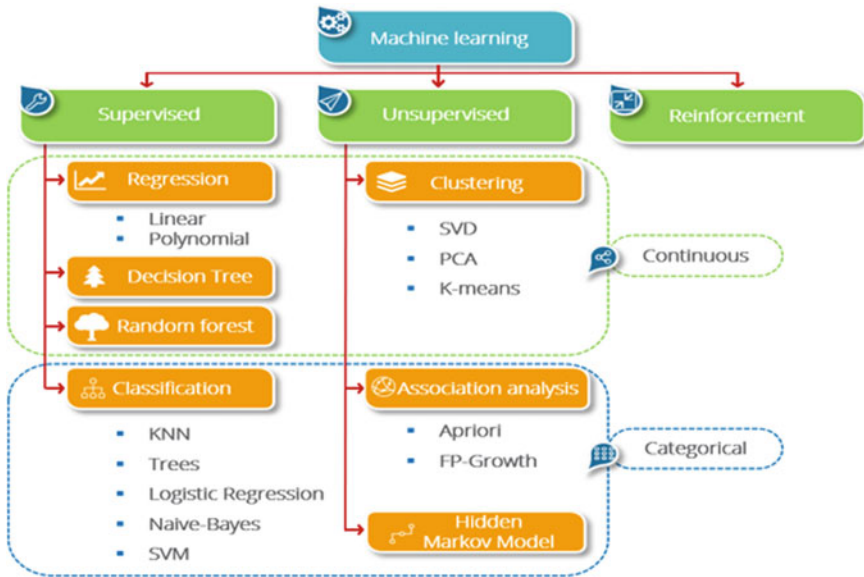 Machine learning
Supervised
Unsupervised
Reinforcement
Regression
Linear
Polynomial
Decision Tree
Random forest
Clustering
SVD
PCA
K-means
Continuous
Classification
KNN
Trees
Logistic Regression
Naive-Bayes
SVM
Association analysis
Apriori
FP-Growth
Hidden
Markov Model
Categorical